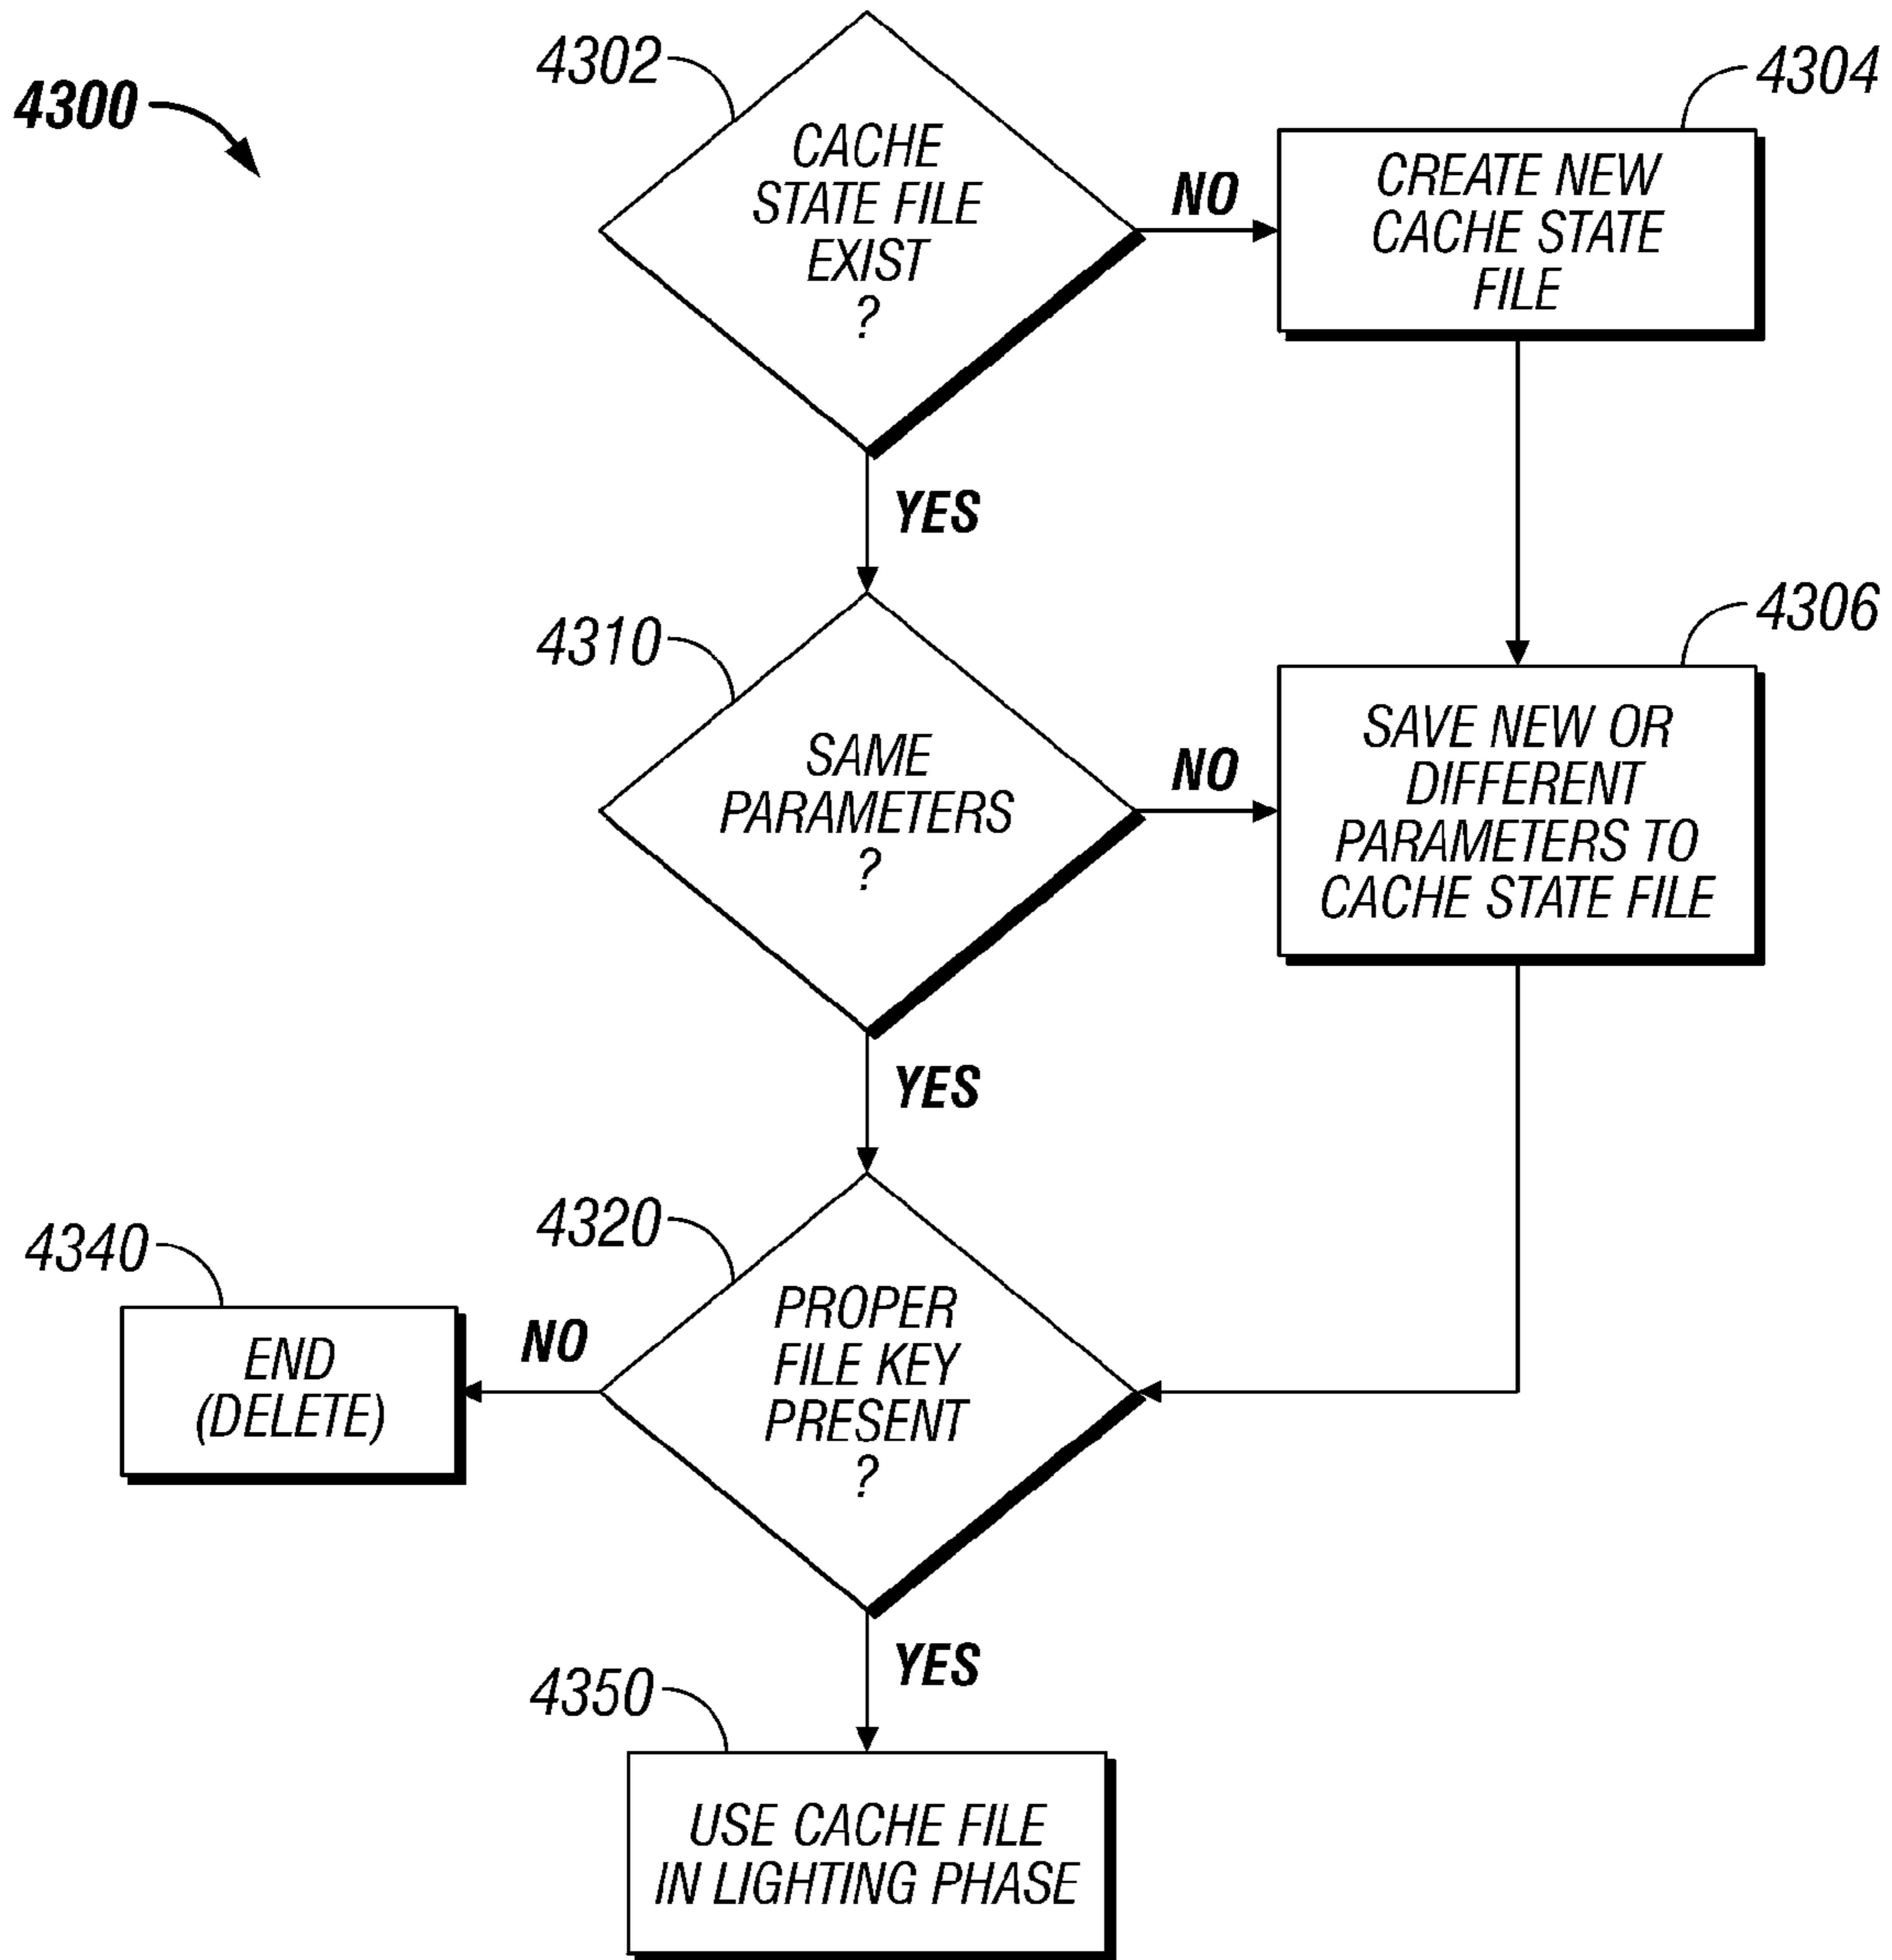 4300
4302
CACHE
STATE FILE
EXIST
?
NO
4304
CREATE NEW
CACHE STATE
FILE
YES
4310
SAME
PARAMETERS
?
NO
4306
SAVE NEW OR
DIFFERENT
PARAMETERS TO
CACHE STATE FILE
YES
4320
PROPER
FILE KEY
PRESENT
?
NO
4340
END
(DELETE)
YES
4350
USE CACHE FILE
IN LIGHTING PHASE